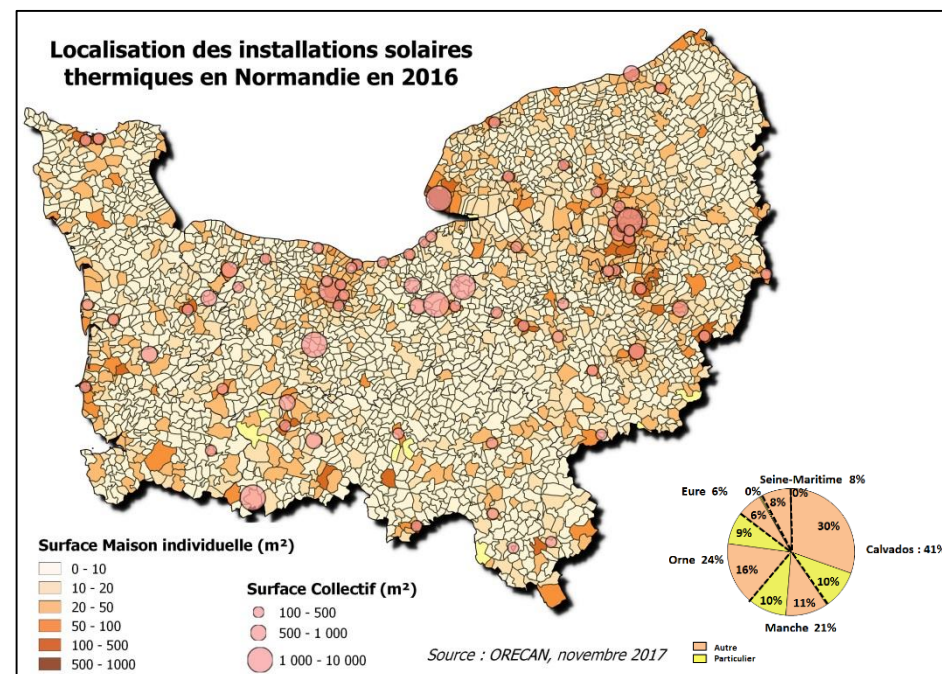 Localisation des installations solaires
thermiques en Normandie en 2016
Surface Maison individuelle (m²)
0 - 10
10 - 20
20 - 50
50 - 100
100 - 500
500 - 1000
Surface Collectif (m²)
100 - 500
500 - 1 000
1 000 - 10 000
Source : ORECAN, novembre 2017
Seine-Maritime 8%
Eure 6%
0%
0%
8%
6%
30%
9%
Calvados : 41%
Orne 24%
16%
10%
10%
11%
Manche 21%
Autre
Particulier